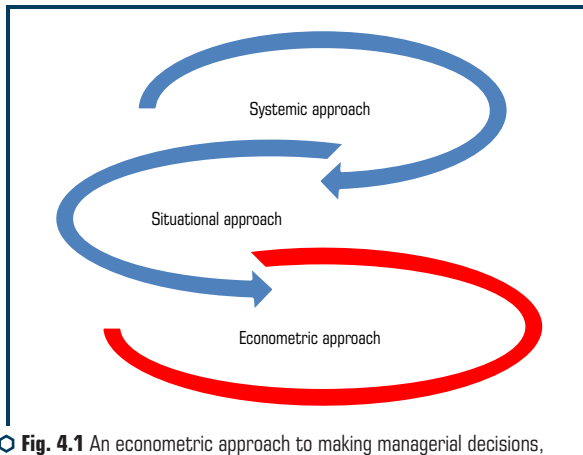 Systemic approach
Situational approach
Econometric approach
Fig. 4.1 An econometric approach to making managerial decisions,